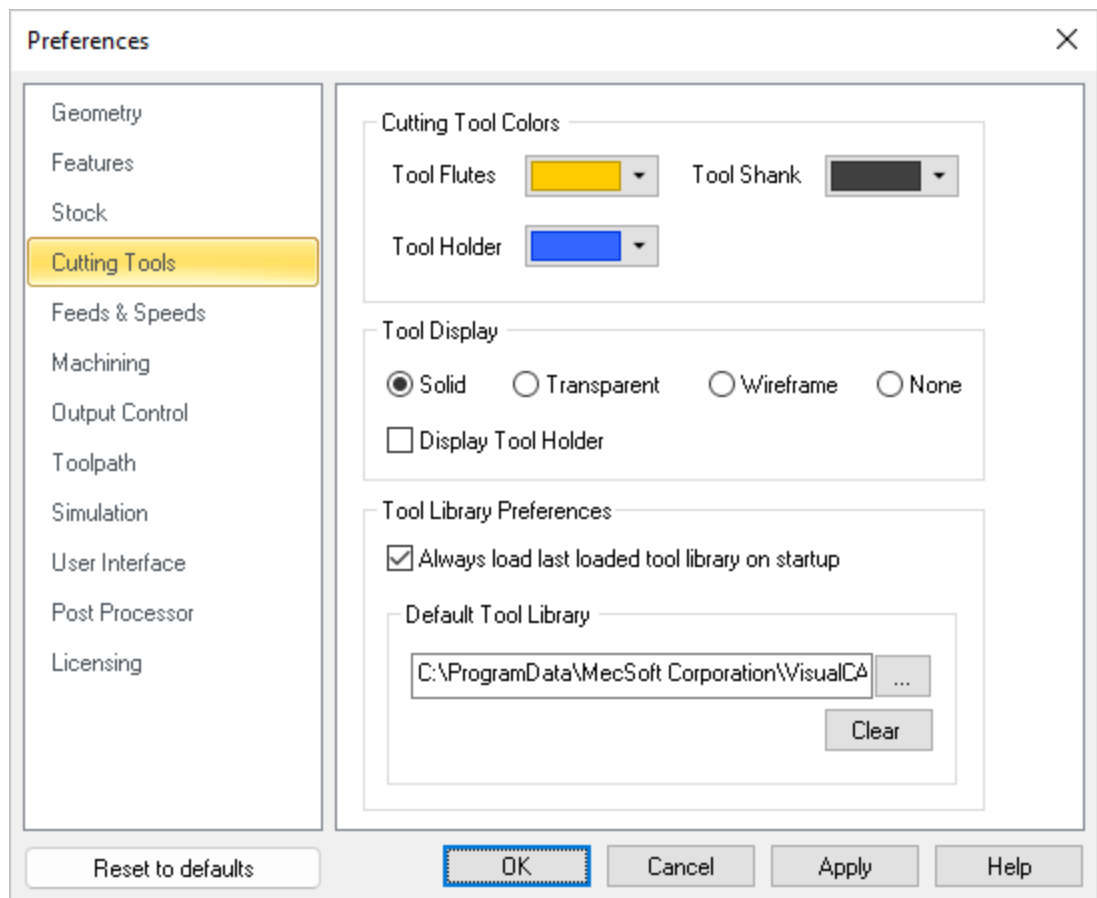 Preferences
Geometry
Features
Stock
Cutting Tools
Feeds & Speeds
Machining
Output Control
Toolpath
Simulation
User Interface
Post Processor
Licensing
Cutting Tool Colors
Tool Flutes
Tool Shank
Tool Holder
Tool Display
Solid
Transparent
Wireframe
None
Display Tool Holder
Tool Library Preferences
Always load last loaded tool library on startup
Default Tool Library
C:\ProgramData\MecSoft Corporation\VisualCA
...
Clear
Reset to defaults
OK
Cancel
Apply
Help